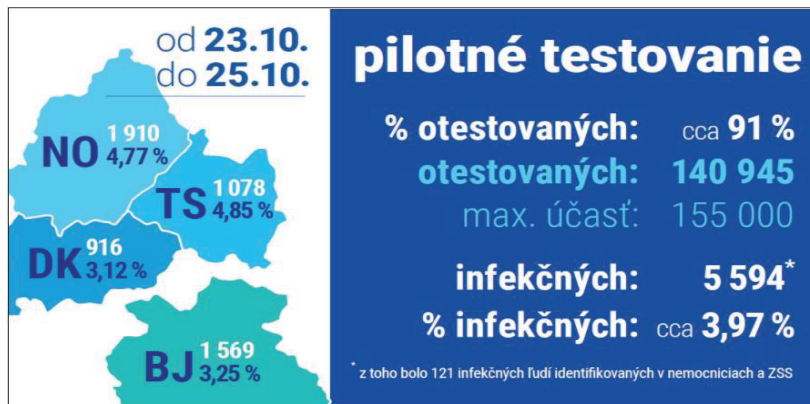 od 23.10.
do 25.10.
NO 1 910
4,77 %
TS 1 078
4,85 %
DK 916
3,12 %
BJ 1 569
3,25 %
pilotné testovanie
% otestovaných: cca 91 %
otestovaných: 140 945
max. účasť: 155 000
infekčných: 5 594*
% infekčných: cca 3,97 %
* z toho bolo 121 infekčných ľudí identifikovaných v nemocniciach a ZSS